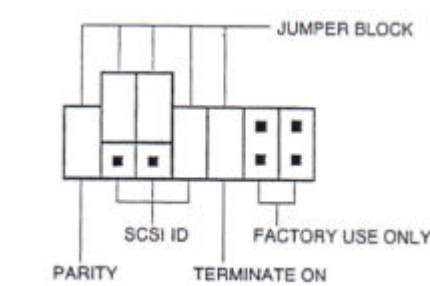 JUMPER BLOCK
SCSI ID
FACTORY USE ONLY
PARITY
TERMINATE ON